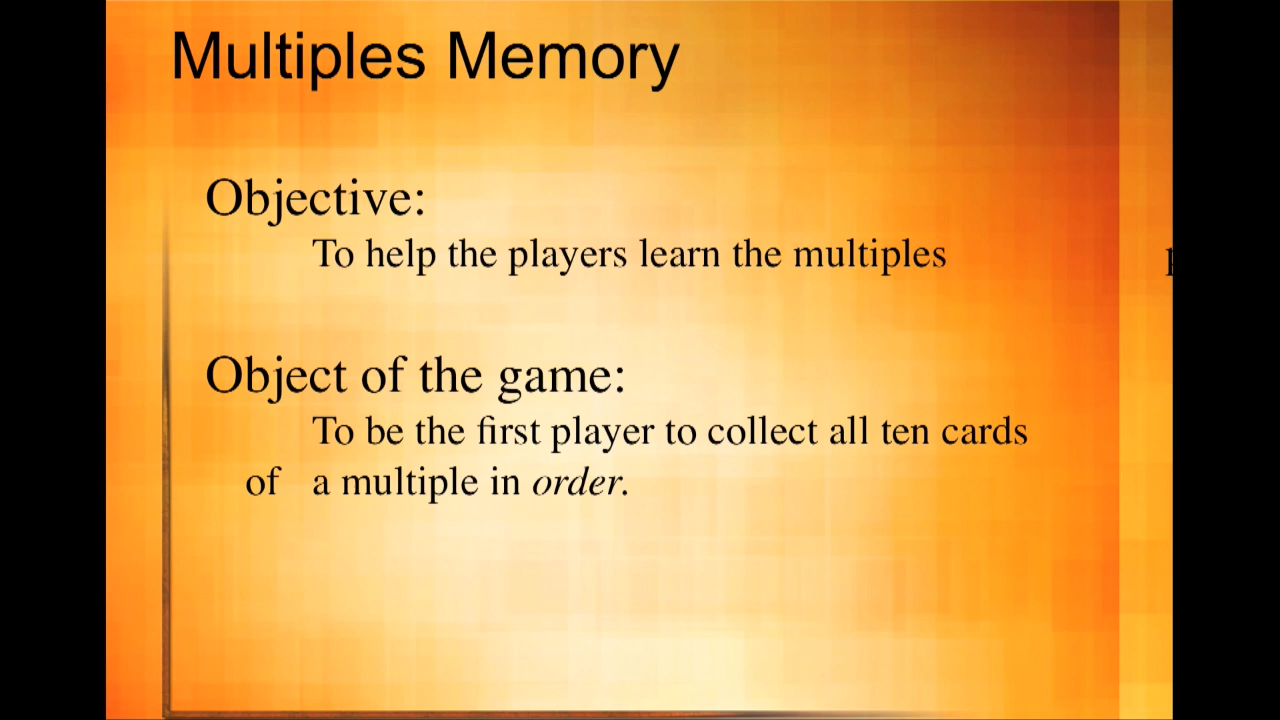 Multiples Memory
Objective:
To help the players learn the multiples
Object of the game:
To be the first player to collect all ten cards
of a multiple in order.